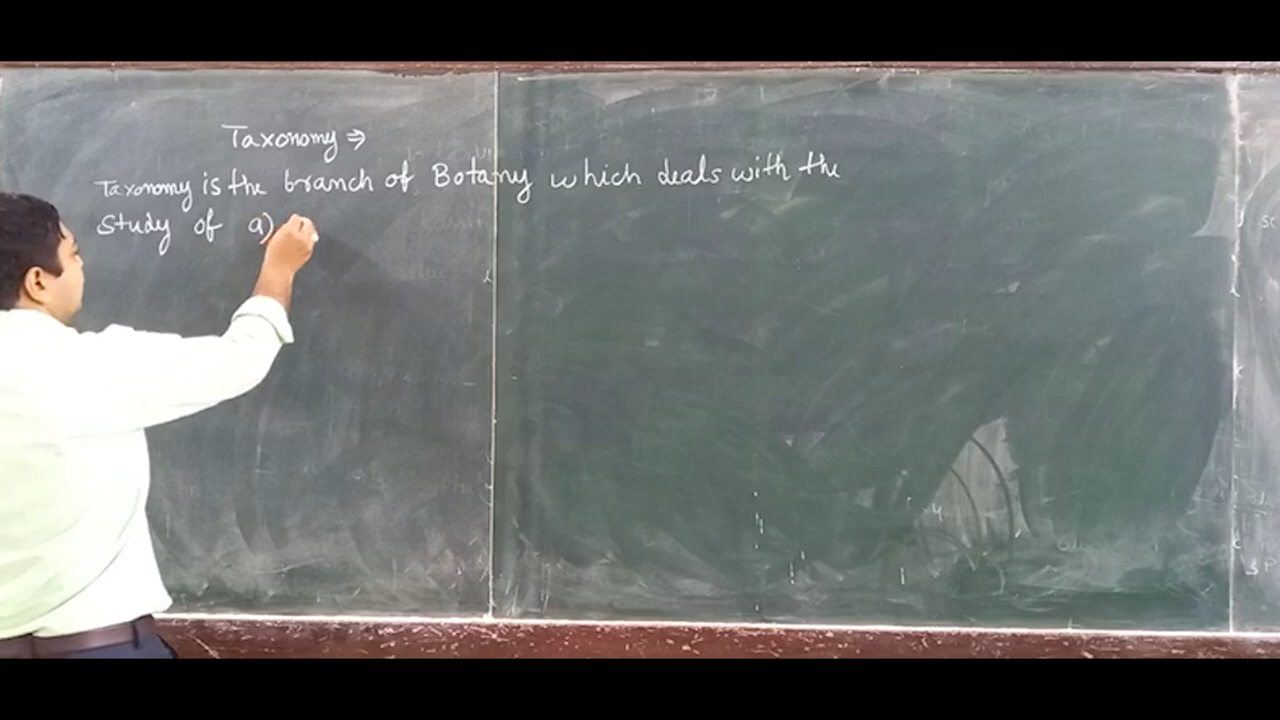 Taxonomy ⇒
Taxonomy is the branch of Botany which deals with the
Study of a)